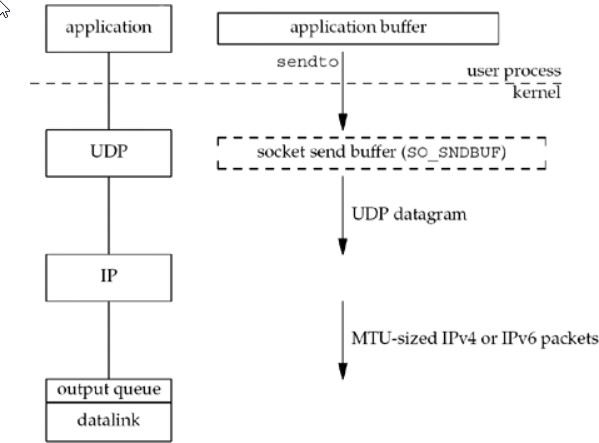 application
application buffer
sendto
user process
kernel
UDP
socket send buffer (SO_SNDBUF)
UDP datagram
IP
MTU-sized IPv4 or IPv6 packets
output queue
datalink